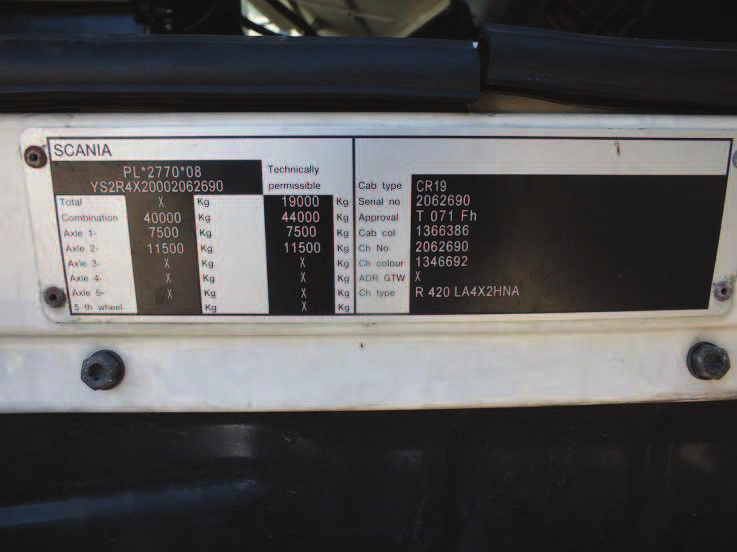 SCANIA
PL*2770*08
YS2R4X20002062690
Technically
permissible
Total X Kg 19000 Kg
Combination 40000 Kg 44000 Kg
Axle 1- 7500 Kg 7500 Kg
Axle 2- 11500 Kg 11500 Kg
Axle 3- X Kg X Kg
Axle 4- X Kg X Kg
Axle 5- X Kg X Kg
5 th wheel Kg X Kg
Cab type CR19
Serial no 2062690
Approval T 071 Fh
Cab col 1366386
Ch No 2062690
Ch colour 1346692
ADR GTW X
Ch type R 420 LA4X2HNA